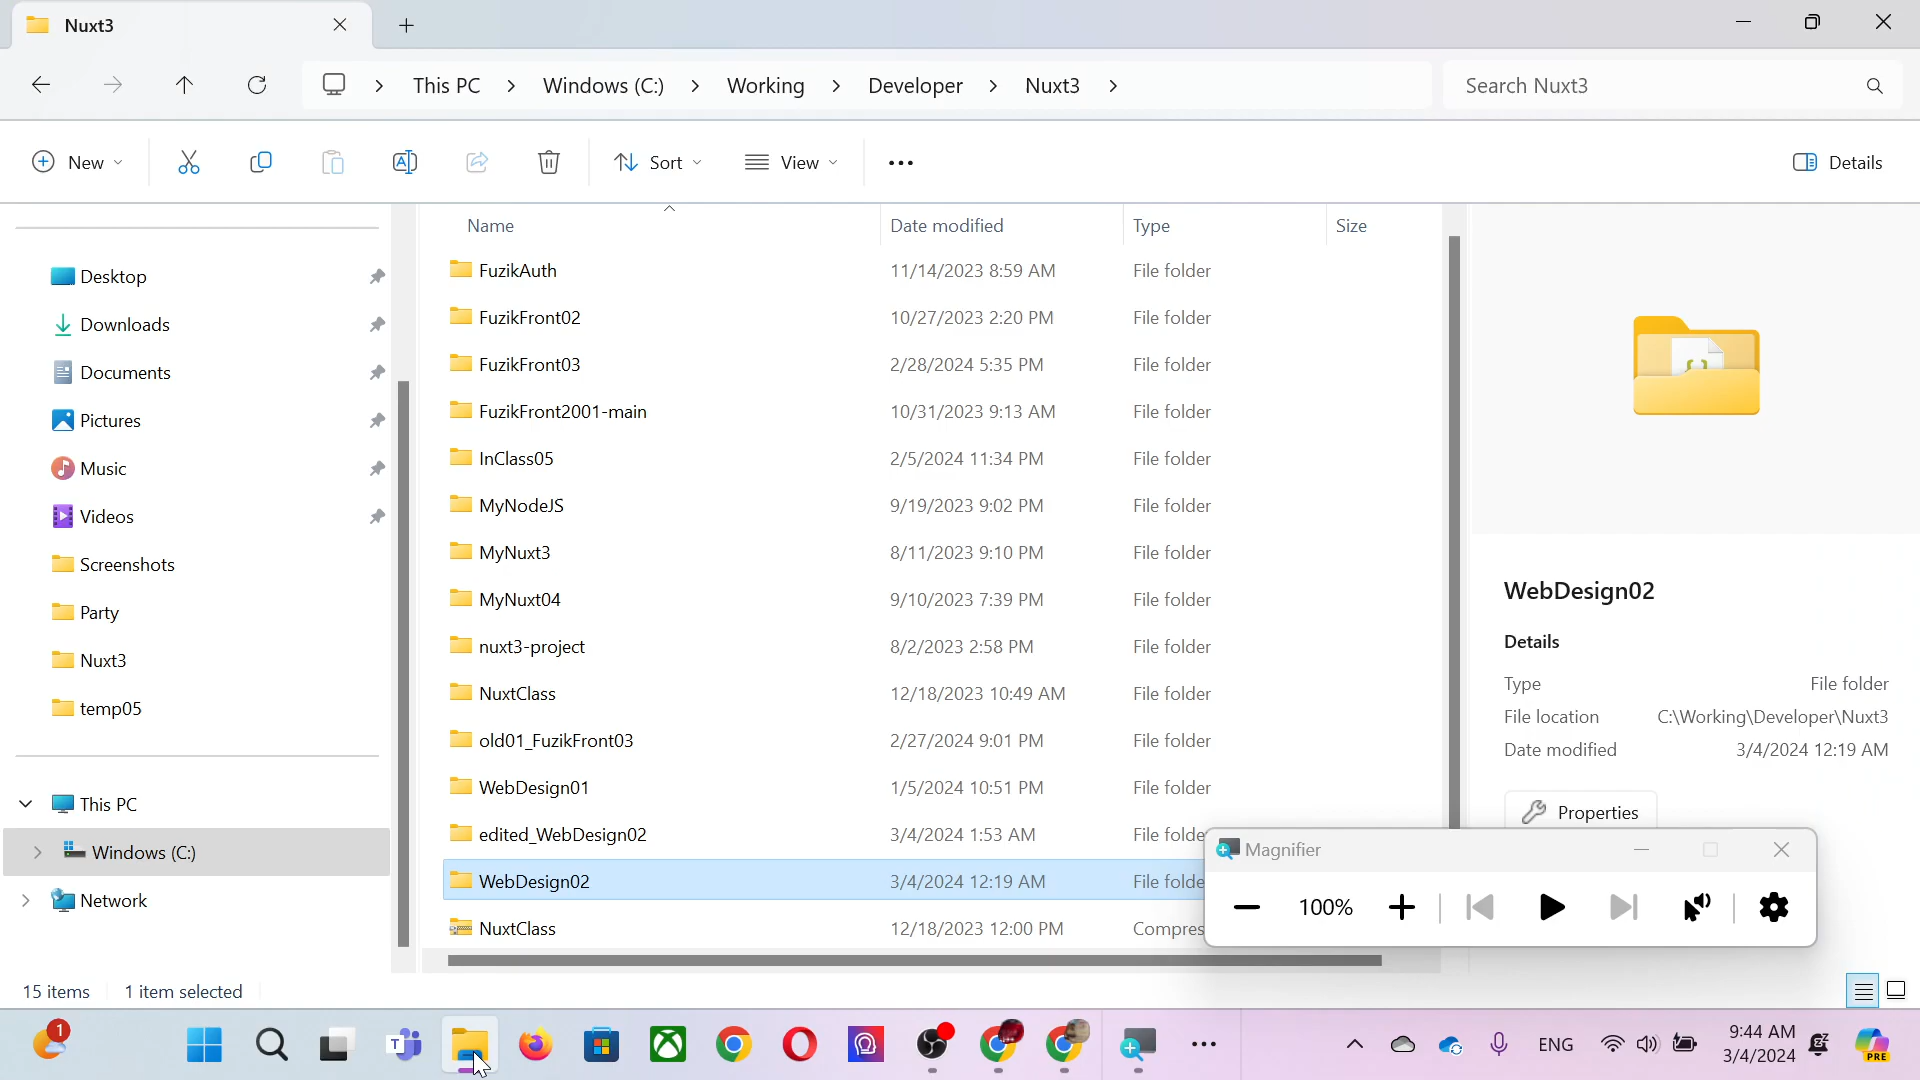 Nuxt3
This PC > Windows (C:) > Working > Developer > Nuxt3 >
Search Nuxt3
New
Sort
View
Details
Name
Date modified
Type
Size
Desktop
Downloads
Documents
Pictures
Music
Videos
Screenshots
Party
Nuxt3
temp05
This PC
Windows (C:)
Network
FuzikAuth 11/14/2023 8:59 AM File folder
FuzikFront02 10/27/2023 2:20 PM File folder
FuzikFront03 2/28/2024 5:35 PM File folder
FuzikFront2001-main 10/31/2023 9:13 AM File folder
InClass05 2/5/2024 11:34 PM File folder
MyNodeJS 9/19/2023 9:02 PM File folder
MyNuxt3 8/11/2023 9:10 PM File folder
MyNuxt04 9/10/2023 7:39 PM File folder
nuxt3-project 8/2/2023 2:58 PM File folder
NuxtClass 12/18/2023 10:49 AM File folder
old01_FuzikFront03 2/27/2024 9:01 PM File folder
WebDesign01 1/5/2024 10:51 PM File folder
edited_WebDesign02 3/4/2024 1:53 AM File folde
WebDesign02 3/4/2024 12:19 AM File folde
NuxtClass 12/18/2023 12:00 PM Compres
WebDesign02
Details
Type File folder
File location C:\Working\Developer\Nuxt3
Date modified 3/4/2024 12:19 AM
Properties
Magnifier
100%
15 items
1 item selected
1
T
ENG
9:44 AM
3/4/2024
PRE